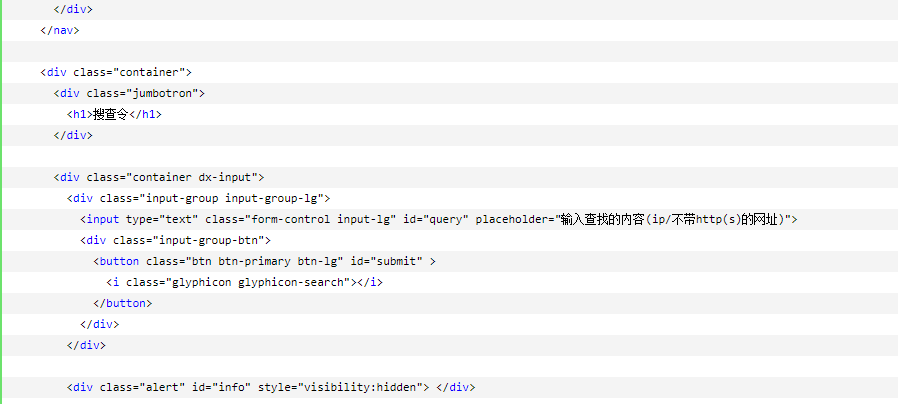 </div>
</nav>
<div class="container">
<div class="jumbotron">
<h1>搜查令</h1>
</div>
<div class="container dx-input">
<div class="input-group input-group-lg">
<input type="text" class="form-control input-lg" id="query" placeholder="输入查找的内容(ip/不带http(s)的网址)">
<div class="input-group-btn">
<button class="btn btn-primary btn-lg" id="submit" >
<i class="glyphicon glyphicon-search"></i>
</button>
</div>
</div>
<div class="alert" id="info" style="visibility:hidden"> </div>